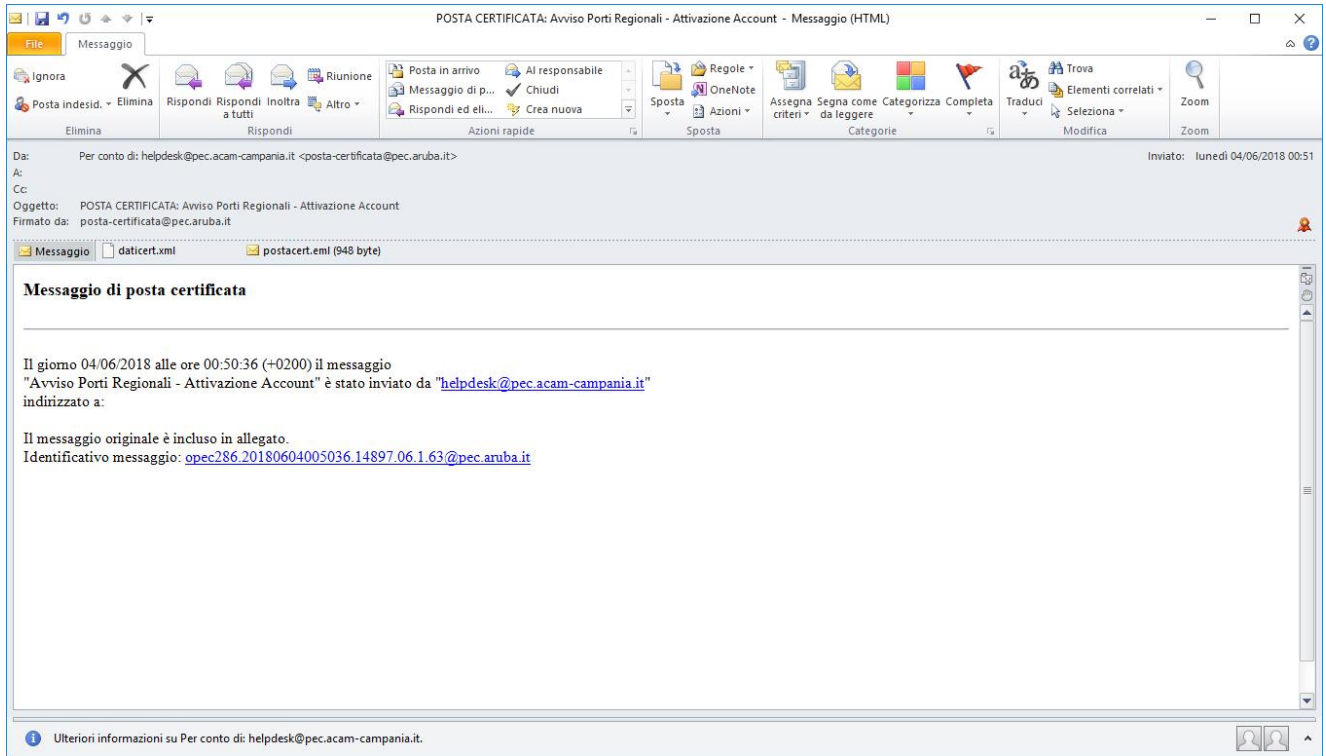 POSTA CERTIFICATA: Avviso Porti Regionali - Attivazione Account - Messaggio (HTML)
File Messaggio
Ignora
Posta indesid.
Elimina
Elimina
Rispondi
Rispondi a tutti
Inoltra
Riunione
Altro
Rispondi
Posta in arrivo
Messaggio di p...
Rispondi ed eli...
Al responsabile
Chiudi
Crea nuova
Azioni rapide
Sposta
Regole
OneNote
Azioni
Sposta
Assegna criteri
Segna come da leggere
Categorizza
Completa
Categorie
Traduci
Trova
Elementi correlati
Seleziona
Modifica
Zoom
Zoom
Da: Per conto di: helpdesk@pec.acam-campania.it <posta-certificata@pec.aruba.it> Inviato: lunedì 04/06/2018 00:51
A:
Cc:
Oggetto: POSTA CERTIFICATA: Avviso Porti Regionali - Attivazione Account
Firmato da: posta-certificata@pec.aruba.it
Messaggio daticert.xml postacert.eml (948 byte)
Messaggio di posta certificata
Il giorno 04/06/2018 alle ore 00:50:36 (+0200) il messaggio
"Avviso Porti Regionali - Attivazione Account" è stato inviato da "helpdesk@pec.acam-campania.it"
indirizzato a:
Il messaggio originale è incluso in allegato.
Identificativo messaggio: opec286.20180604005036.14897.06.1.63@pec.aruba.it
Ulteriori informazioni su Per conto di: helpdesk@pec.acam-campania.it.